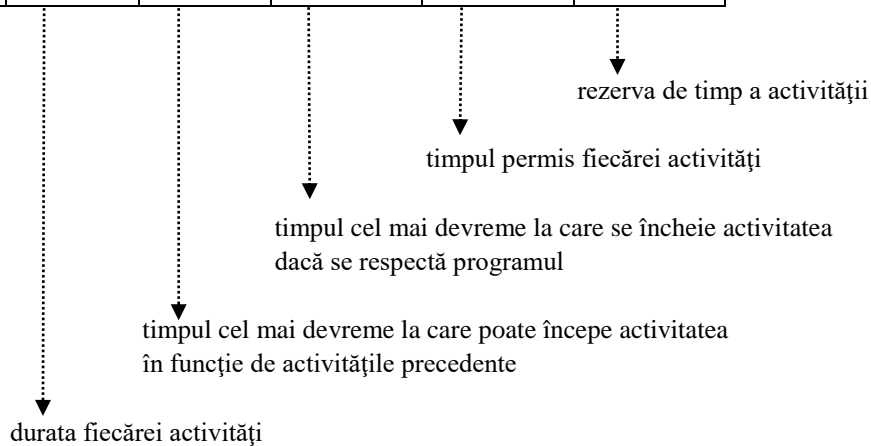 rezerva de timp a activităţii
timpul permis fiecărei activităţi
timpul cel mai devreme la care se încheie activitatea
dacă se respectă programul
timpul cel mai devreme la care poate începe activitatea
în funcţie de activităţile precedente
durata fiecărei activităţi